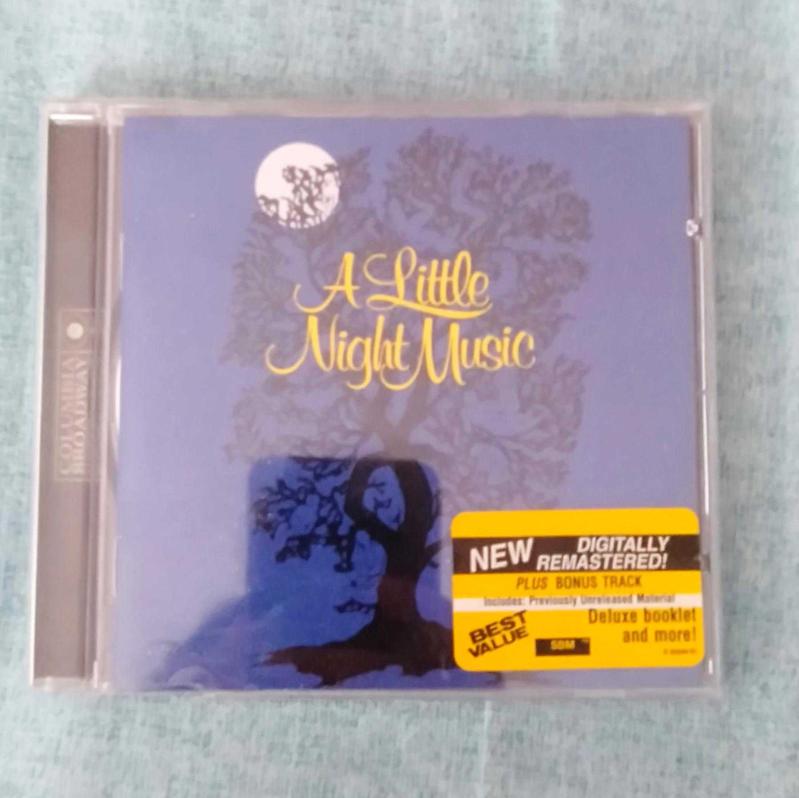 A Little
Night Music
COLUMBIA
BROADWAY
NEW DIGITALLY
REMASTERED!
PLUS BONUS TRACK
Includes: Previously Unreleased Material
BEST
VALUE
SBM
Deluxe booklet
and more!